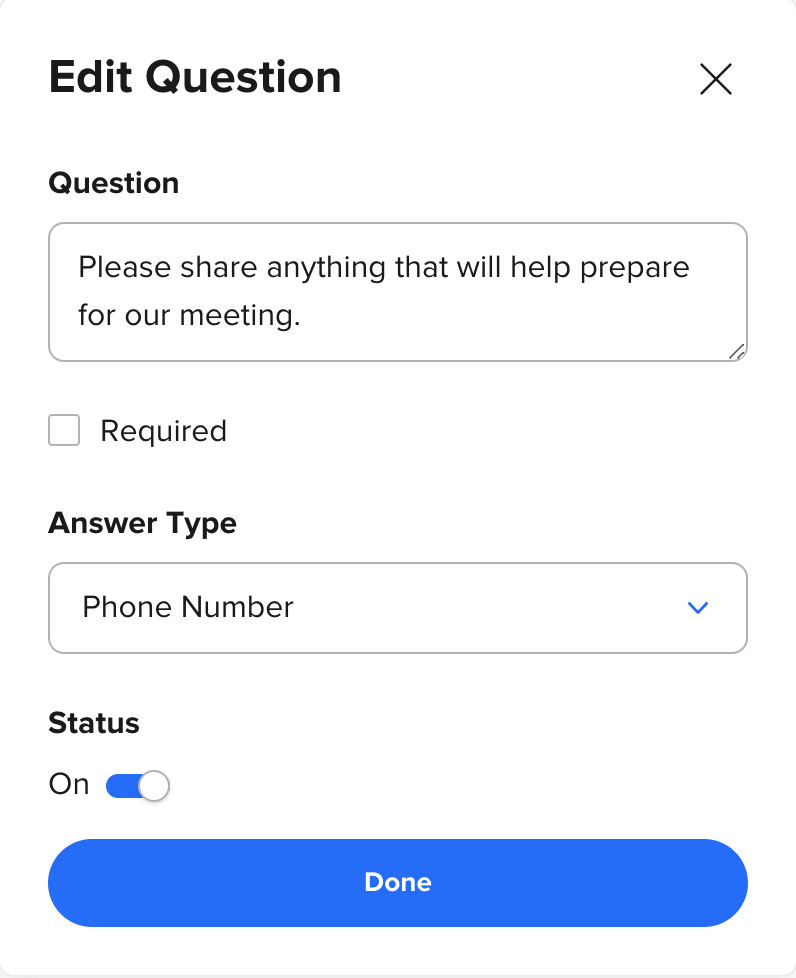 Edit Question
Question
Please share anything that will help prepare
for our meeting.
Required
Answer Type
Phone Number
Status
On
Done